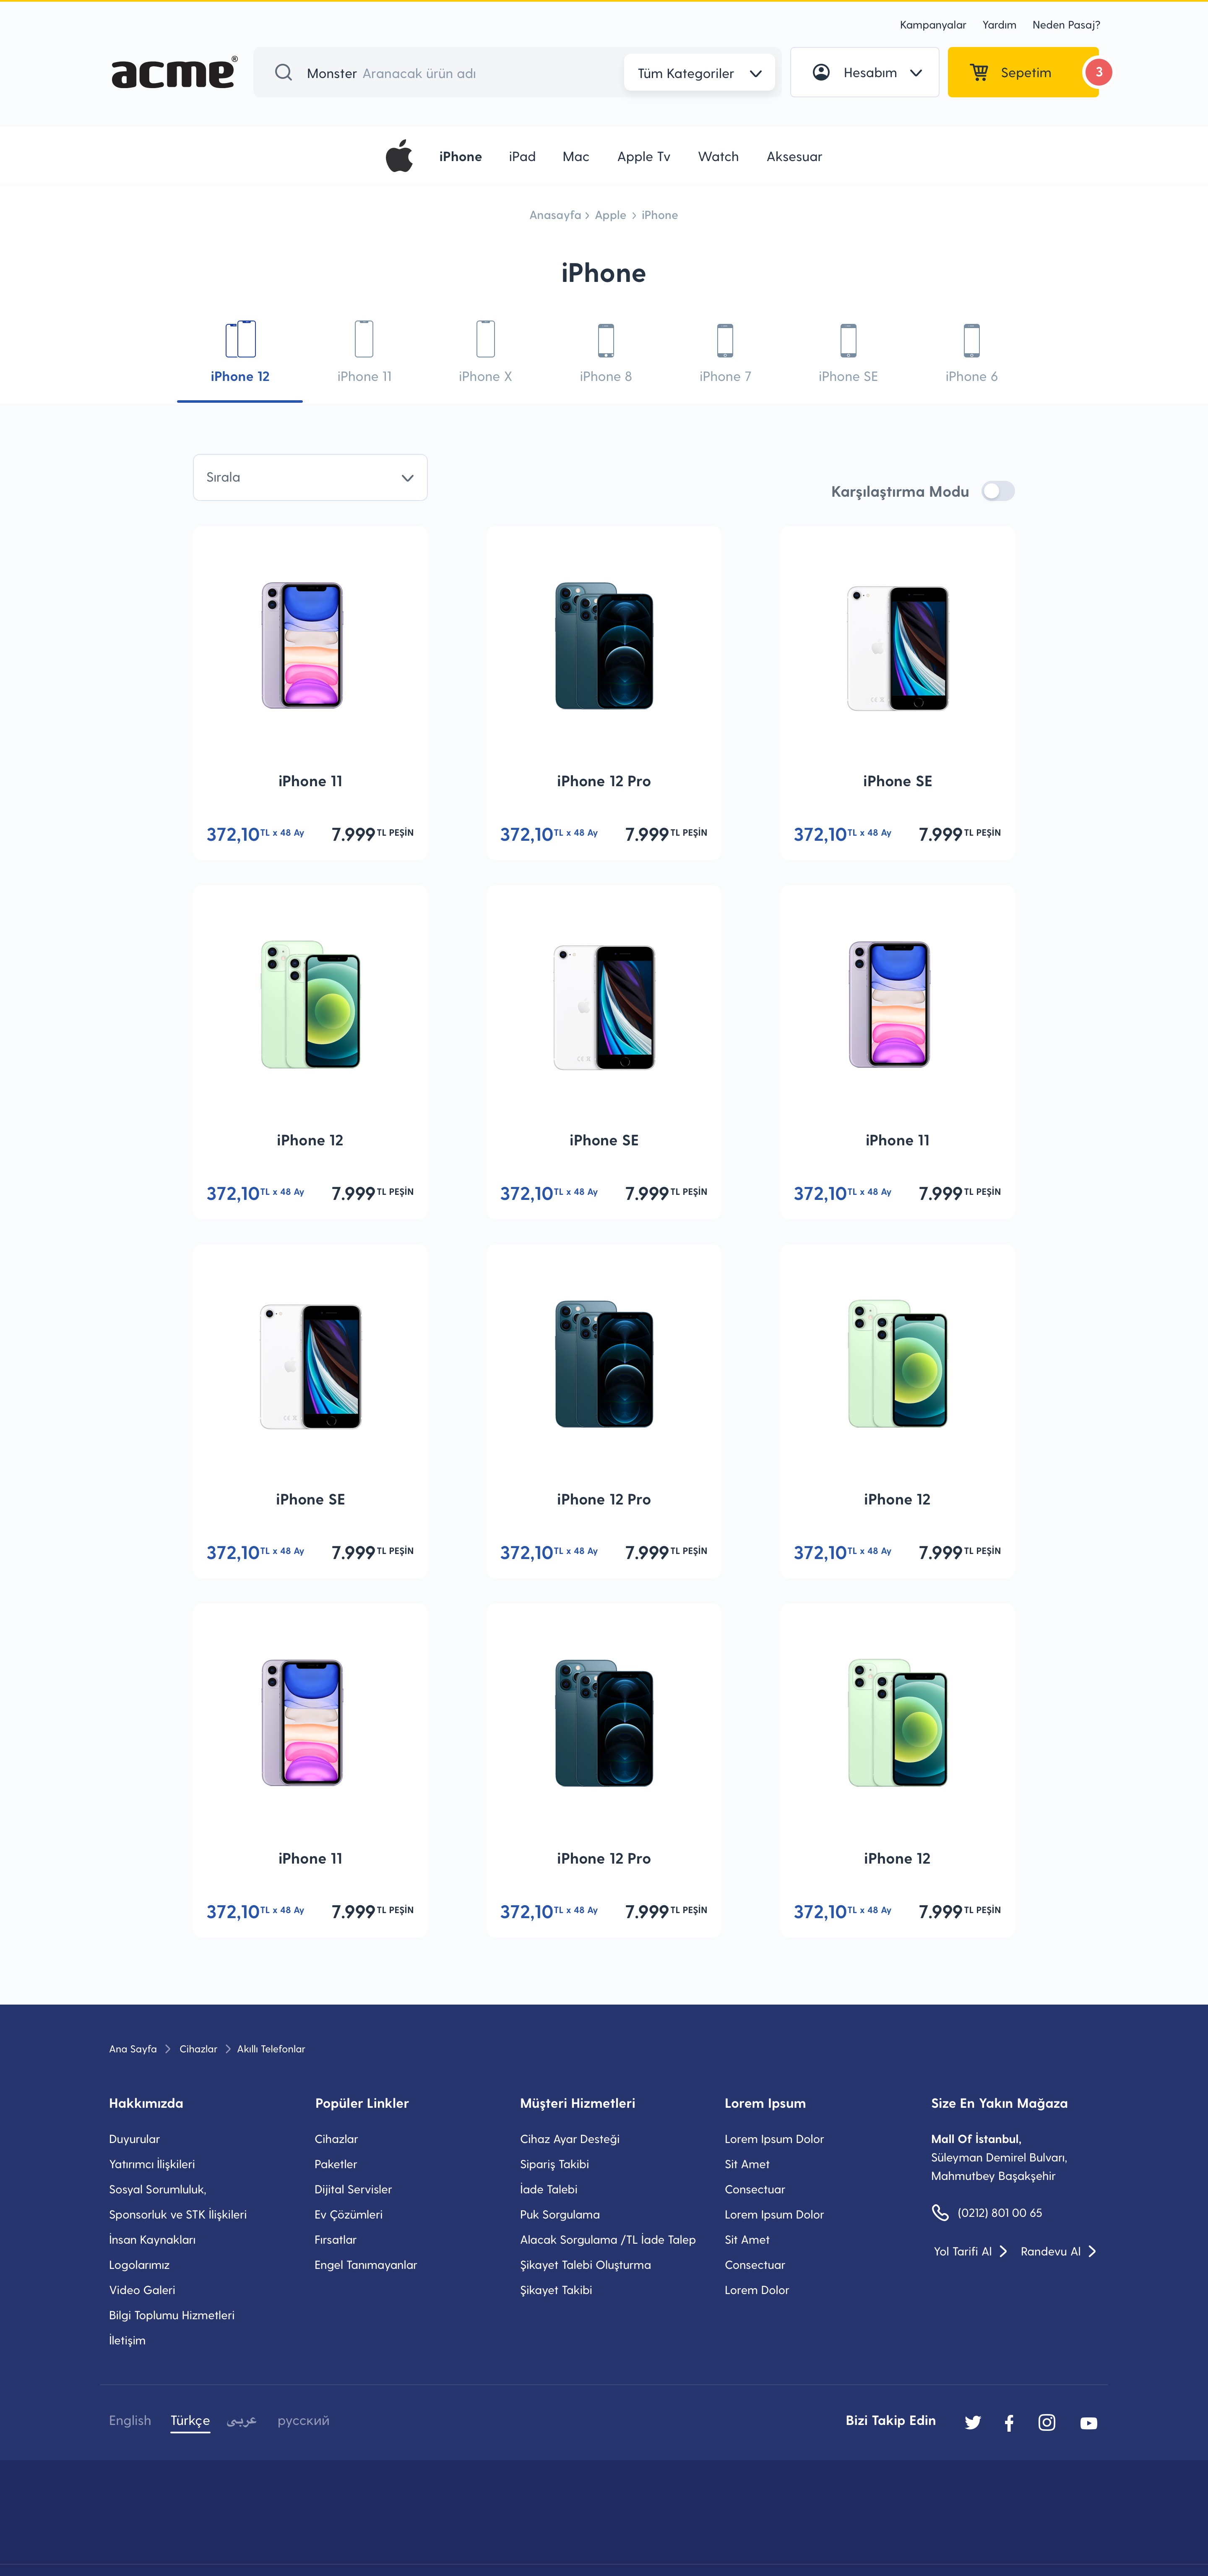 Kampanyalar Yardım Neden Pasaj?
acme®
Monster Aranacak ürün adı
Tüm Kategoriler
Hesabım
Sepetim
3
iPhone iPad Mac Apple Tv Watch Aksesuar
Anasayfa > Apple > iPhone
iPhone
iPhone 12 iPhone 11 iPhone X iPhone 8 iPhone 7 iPhone SE iPhone 6
Sırala
Karşılaştırma Modu
iPhone 11 iPhone 12 Pro iPhone SE
372,10 TL x 48 Ay 7.999 TL PEŞİN 372,10 TL x 48 Ay 7.999 TL PEŞİN 372,10 TL x 48 Ay 7.999 TL PEŞİN
iPhone 12 iPhone SE iPhone 11
372,10 TL x 48 Ay 7.999 TL PEŞİN 372,10 TL x 48 Ay 7.999 TL PEŞİN 372,10 TL x 48 Ay 7.999 TL PEŞİN
iPhone SE iPhone 12 Pro iPhone 12
372,10 TL x 48 Ay 7.999 TL PEŞİN 372,10 TL x 48 Ay 7.999 TL PEŞİN 372,10 TL x 48 Ay 7.999 TL PEŞİN
iPhone 11 iPhone 12 Pro iPhone 12
372,10 TL x 48 Ay 7.999 TL PEŞİN 372,10 TL x 48 Ay 7.999 TL PEŞİN 372,10 TL x 48 Ay 7.999 TL PEŞİN
Ana Sayfa > Cihazlar > Akıllı Telefonlar
Hakkımızda
Duyurular
Yatırımcı İlişkileri
Sosyal Sorumluluk,
Sponsorluk ve STK İlişkileri
İnsan Kaynakları
Logolarımız
Video Galeri
Bilgi Toplumu Hizmetleri
İletişim
Popüler Linkler
Cihazlar
Paketler
Dijital Servisler
Ev Çözümleri
Fırsatlar
Engel Tanımayanlar
Müşteri Hizmetleri
Cihaz Ayar Desteği
Sipariş Takibi
İade Talebi
Puk Sorgulama
Alacak Sorgulama /TL İade Talep
Şikayet Talebi Oluşturma
Şikayet Takibi
Lorem Ipsum
Lorem Ipsum Dolor
Sit Amet
Consectuar
Lorem Ipsum Dolor
Sit Amet
Consectuar
Lorem Dolor
Size En Yakın Mağaza
Mall Of İstanbul,
Süleyman Demirel Bulvarı,
Mahmutbey Başakşehir
(0212) 801 00 65
Yol Tarifi Al > Randevu Al >
English Türkçe عربى русский
Bizi Takip Edin